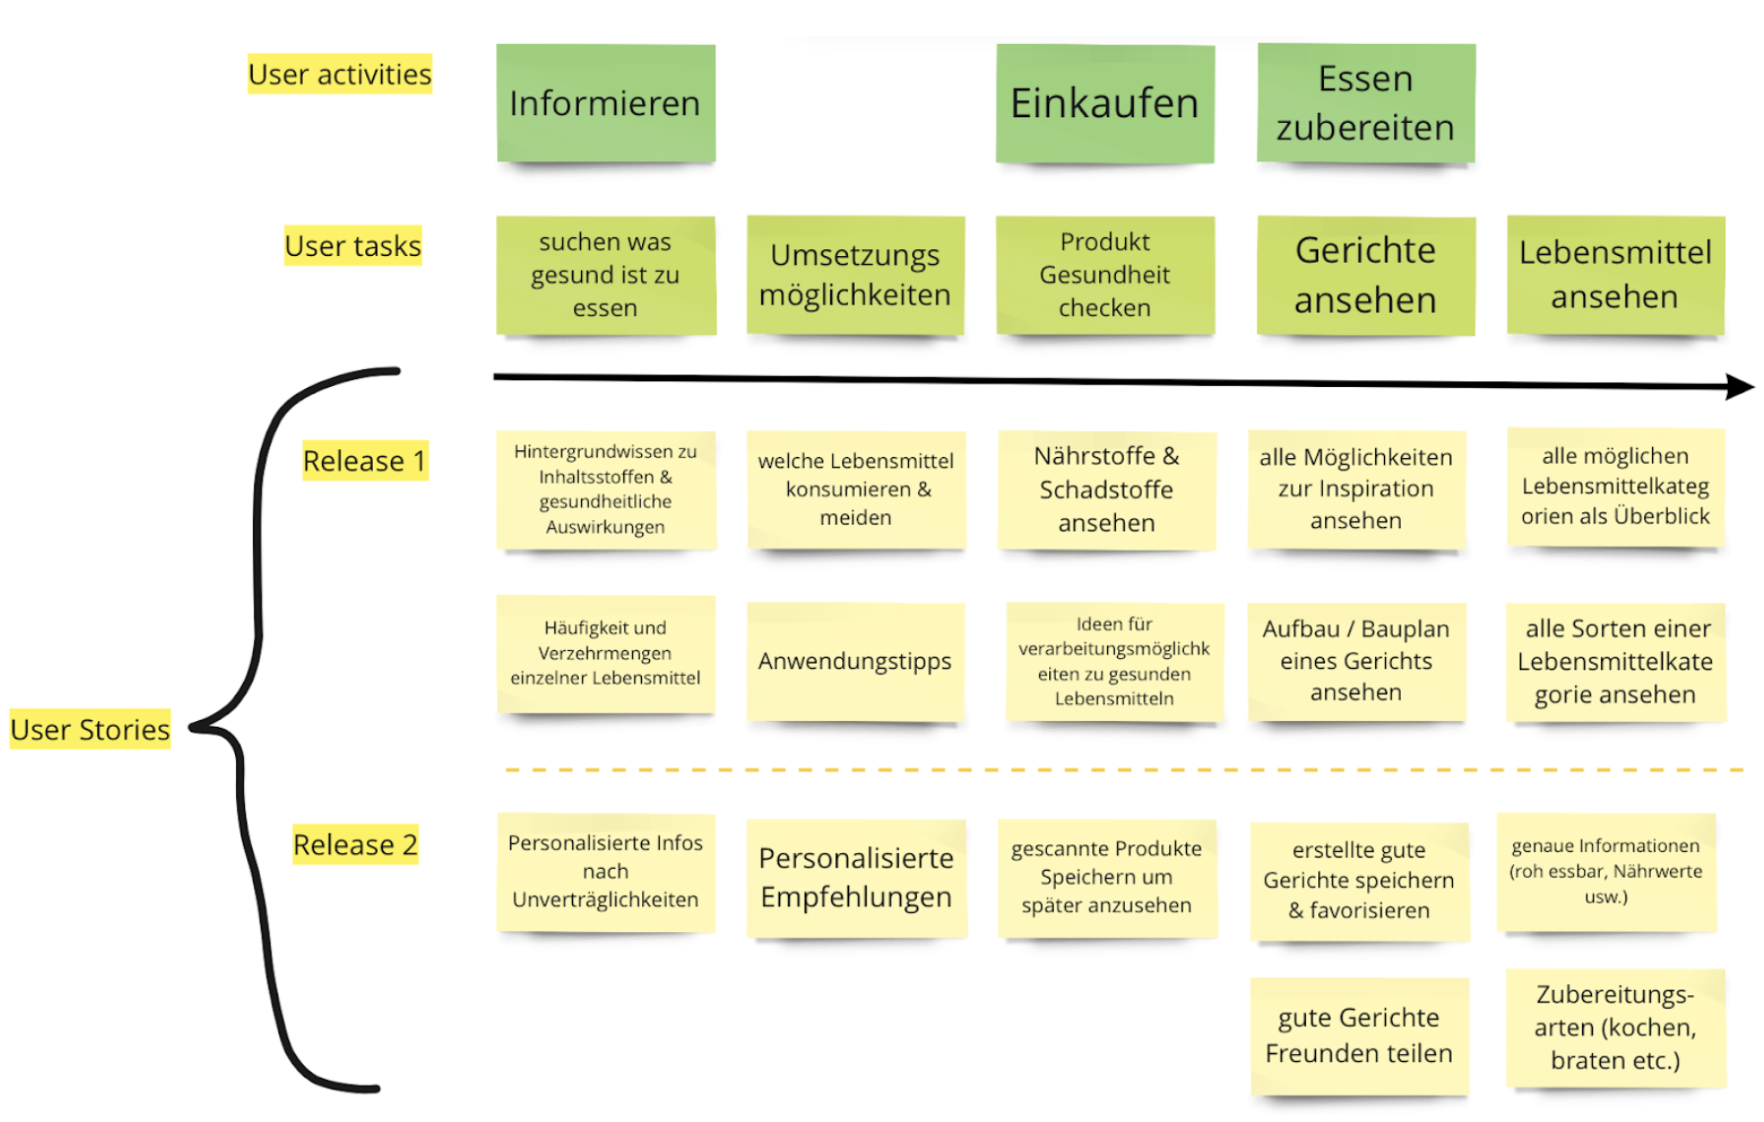 User activities
Informieren
Einkaufen
Essen
zubereiten
User tasks
suchen was
gesund ist zu
essen
Umsetzungs
möglichkeiten
Produkt
Gesundheit
checken
Gerichte
ansehen
Lebensmittel
ansehen
User Stories
Release 1
Hintergrundwissen zu
Inhaltsstoffen &
gesundheitliche
Auswirkungen
welche Lebensmittel
konsumieren &
meiden
Nährstoffe &
Schadstoffe
ansehen
alle Möglichkeiten
zur Inspiration
ansehen
alle möglichen
Lebensmittelkateg
orien als Überblick
Häufigkeit und
Verzehrmengen
einzelner Lebensmittel
Anwendungstipps
Ideen für
verarbeitungsmöglichk
eiten zu gesunden
Lebensmitteln
Aufbau / Bauplan
eines Gerichts
ansehen
alle Sorten einer
Lebensmittelkate
gorie ansehen
Release 2
Personalisierte Infos
nach
Unverträglichkeiten
Personalisierte
Empfehlungen
gescannte Produkte
Speichern um
später anzusehen
erstellte gute
Gerichte speichern
& favorisieren
genaue Informationen
(roh essbar, Nährwerte
usw.)
gute Gerichte
Freunden teilen
Zubereitungs-
arten (kochen,
braten etc.)